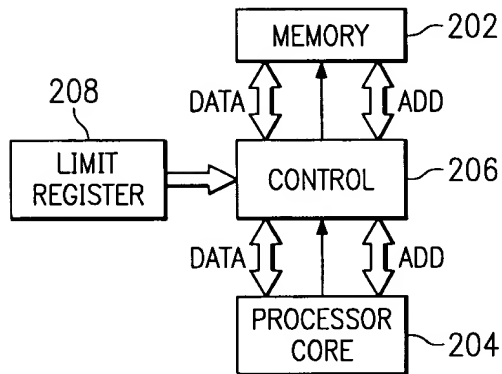 MEMORY
202
DATA
ADD
208
LIMIT
REGISTER
CONTROL
206
DATA
ADD
PROCESSOR
CORE
204